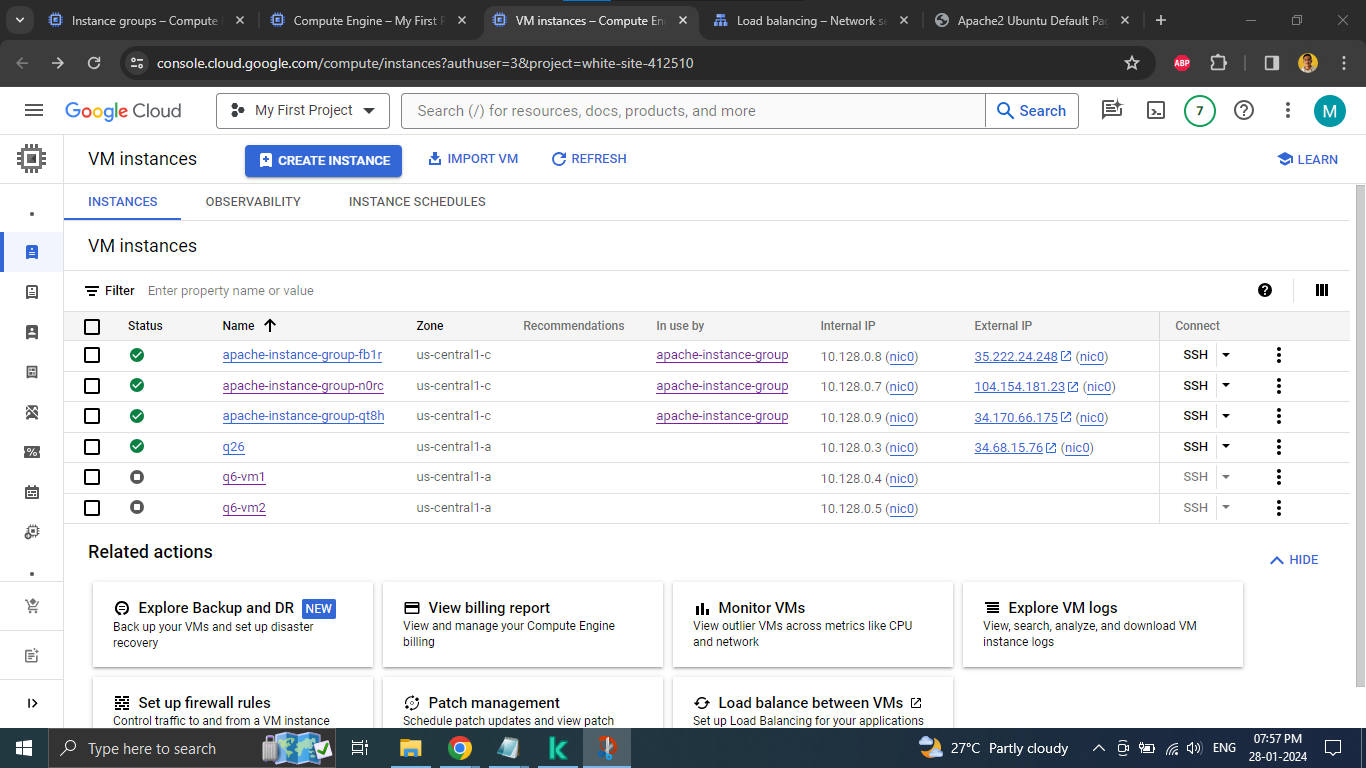 Instance groups – Compute
Compute Engine – My First P
VM instances – Compute En
Load balancing – Network se
Apache2 Ubuntu Default Pag
console.cloud.google.com/compute/instances?authuser=3&project=white-site-412510
ABP
Google Cloud
My First Project
Search (/) for resources, docs, products, and more
Search
7
M
VM instances
CREATE INSTANCE
IMPORT VM
REFRESH
LEARN
INSTANCES
OBSERVABILITY
INSTANCE SCHEDULES
VM instances
Filter Enter property name or value
Status Name Zone Recommendations In use by Internal IP External IP Connect
apache-instance-group-fb1r us-central1-c apache-instance-group 10.128.0.8 (nic0) 35.222.24.248 (nic0) SSH
apache-instance-group-n0rc us-central1-c apache-instance-group 10.128.0.7 (nic0) 104.154.181.23 (nic0) SSH
apache-instance-group-qt8h us-central1-c apache-instance-group 10.128.0.9 (nic0) 34.170.66.175 (nic0) SSH
q26 us-central1-a 10.128.0.3 (nic0) 34.68.15.76 (nic0) SSH
q6-vm1 us-central1-a 10.128.0.4 (nic0) SSH
q6-vm2 us-central1-a 10.128.0.5 (nic0) SSH
Related actions
HIDE
Explore Backup and DR NEW
Back up your VMs and set up disaster
recovery
View billing report
View and manage your Compute Engine
billing
Monitor VMs
View outlier VMs across metrics like CPU
and network
Explore VM logs
View, search, analyze, and download VM
instance logs
Set up firewall rules
Control traffic to and from a VM instance
Patch management
Schedule patch updates and view patch
Load balance between VMs
Set up Load Balancing for your applications
Type here to search
27°C Partly cloudy
ENG
07:57 PM
28-01-2024